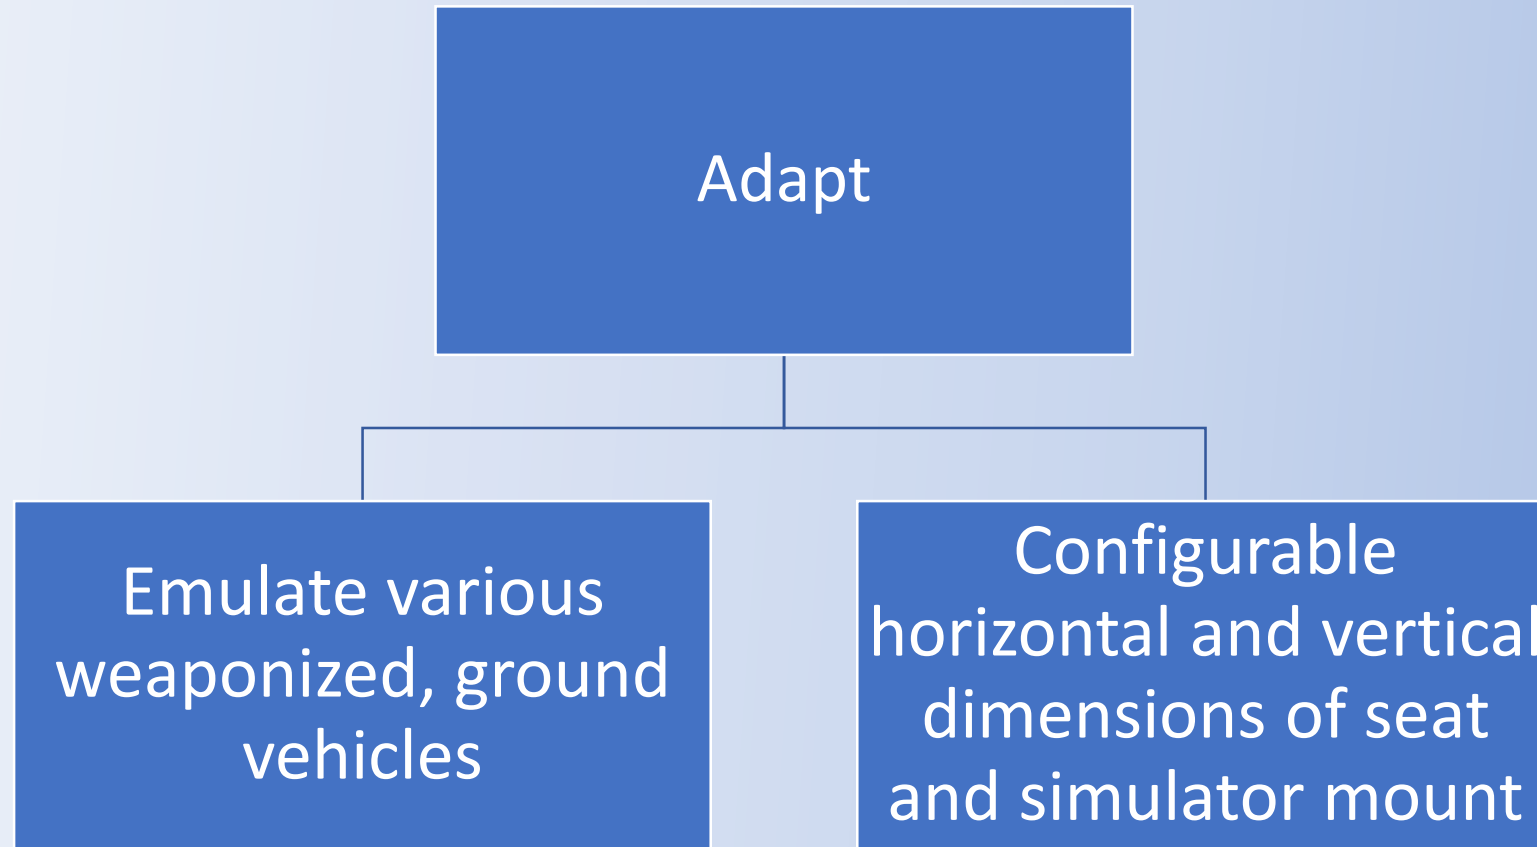 Adapt
Emulate various
weaponized, ground
vehicles
Configurable
horizontal and vertical
dimensions of seat
and simulator mount